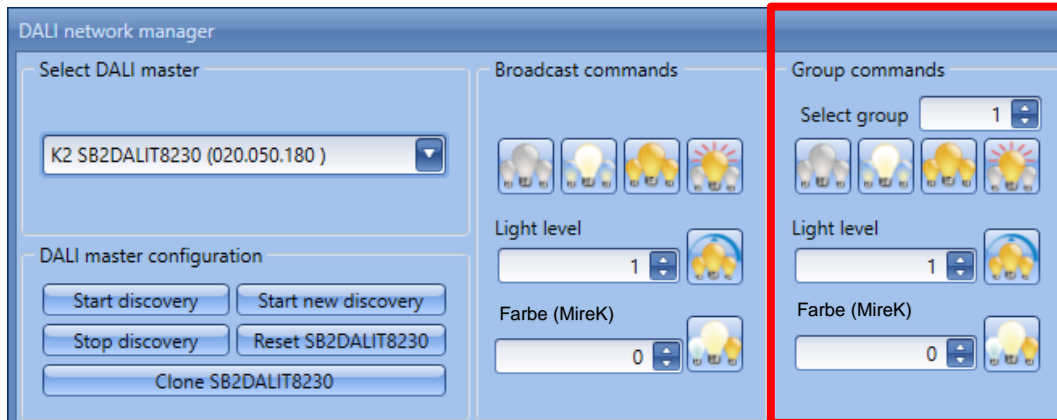 DALI network manager
Select DALI master
K2 SB2DALIT8230 (020.050.180 )
DALI master configuration
Start discovery
Start new discovery
Stop discovery
Reset SB2DALIT8230
Clone SB2DALIT8230
Broadcast commands
Light level
1
Farbe (MireK)
0
Group commands
Select group 1
Light level
1
Farbe (MireK)
0